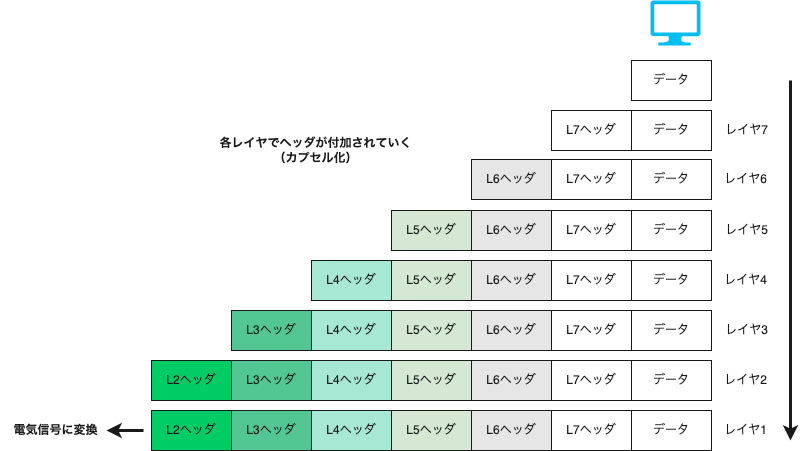 データ
L7ヘッダ データ レイヤ7
各レイヤでヘッダが付加されていく
（カプセル化）
L6ヘッダ L7ヘッダ データ レイヤ6
L5ヘッダ L6ヘッダ L7ヘッダ データ レイヤ5
L4ヘッダ L5ヘッダ L6ヘッダ L7ヘッダ データ レイヤ4
L3ヘッダ L4ヘッダ L5ヘッダ L6ヘッダ L7ヘッダ データ レイヤ3
L2ヘッダ L3ヘッダ L4ヘッダ L5ヘッダ L6ヘッダ L7ヘッダ データ レイヤ2
電気信号に変換 L2ヘッダ L3ヘッダ L4ヘッダ L5ヘッダ L6ヘッダ L7ヘッダ データ レイヤ1